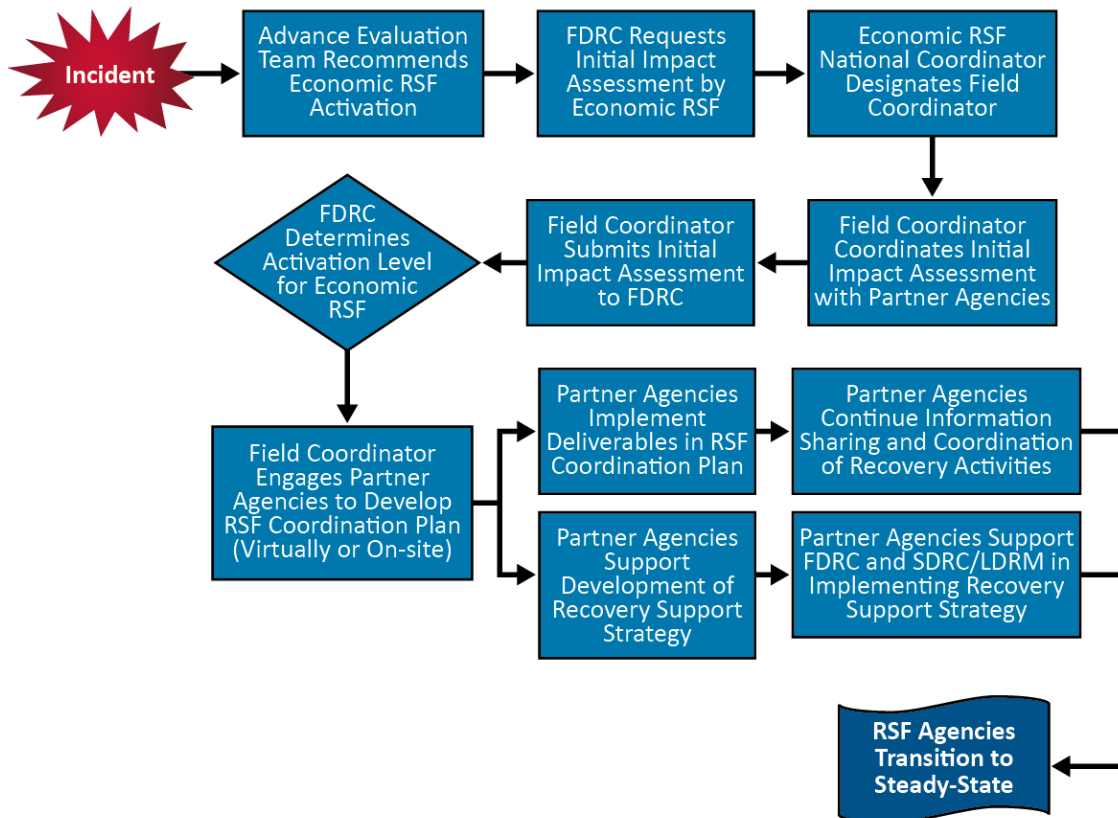 Incident
Advance Evaluation
Team Recommends
Economic RSF
Activation
FDRC Requests
Initial Impact
Assessment by
Economic RSF
Economic RSF
National Coordinator
Designates Field
Coordinator
Field Coordinator
Coordinates Initial
Impact Assessment
with Partner Agencies
Field Coordinator
Submits Initial
Impact Assessment
to FDRC
FDRC
Determines
Activation Level
for Economic
RSF
Field Coordinator
Engages Partner
Agencies to Develop
RSF Coordination Plan
(Virtually or On-site)
Partner Agencies
Implement
Deliverables in RSF
Coordination Plan
Partner Agencies
Continue Information
Sharing and Coordination
of Recovery Activities
Partner Agencies
Support
Development of
Recovery Support
Strategy
Partner Agencies Support
FDRC and SDRC/LDRM in
Implementing Recovery
Support Strategy
RSF Agencies
Transition to
Steady-State